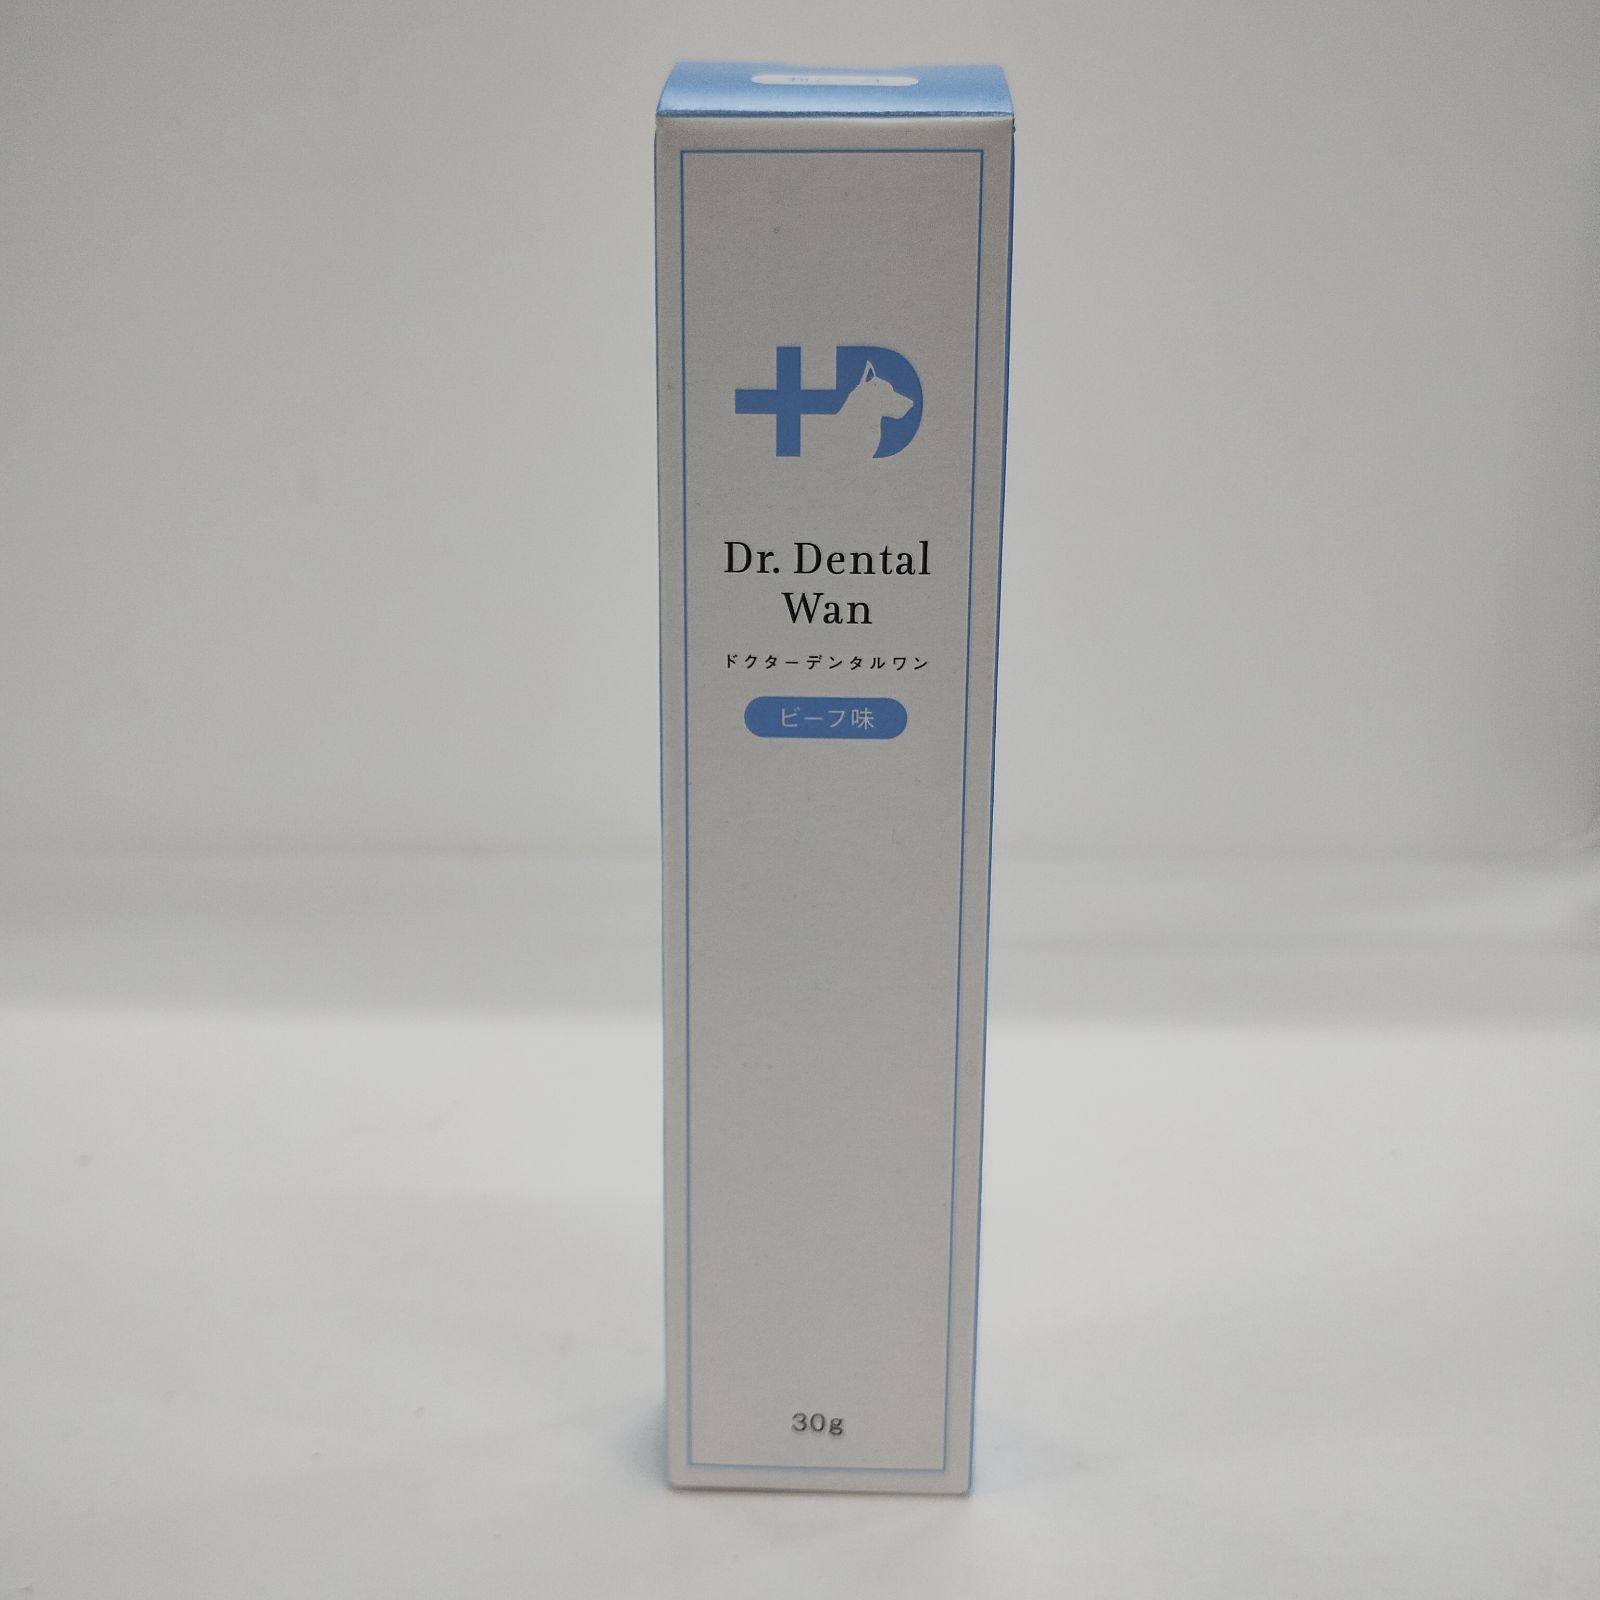 Dr. Dental
Wan
ドクターデンタルワン
ビーフ味
30g